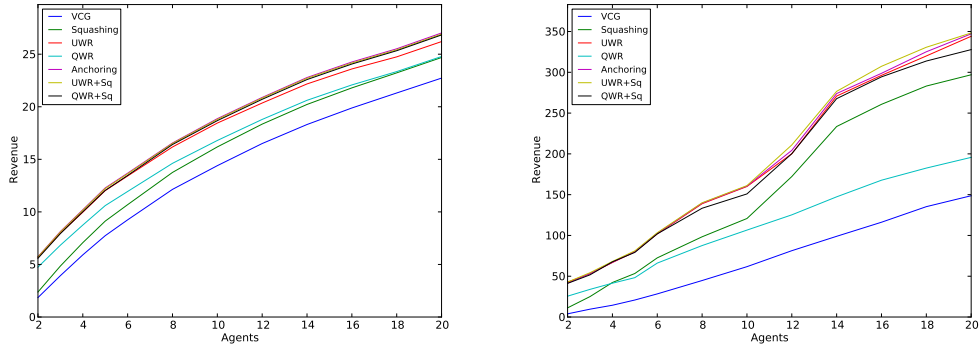 VCG
Squashing
UWR
QWR
Anchoring
UWR+Sq
QWR+Sq
25
20
15
10
5
0
Revenue
2 4 6 8 10 12 14 16 18 20
Agents
VCG
Squashing
UWR
QWR
Anchoring
UWR+Sq
QWR+Sq
350
300
250
200
150
100
50
0
Revenue
2 4 6 8 10 12 14 16 18 20
Agents